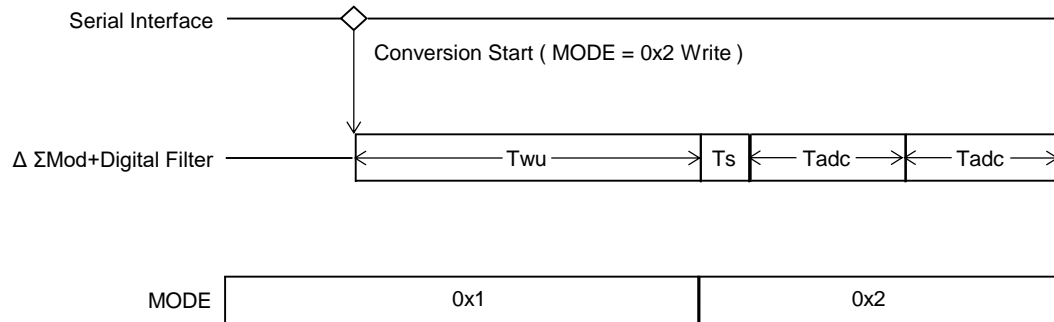 Serial Interface
Conversion Start ( MODE = 0x2 Write )
Δ ΣMod+Digital Filter Twu Ts Tadc Tadc
MODE 0x1 0x2